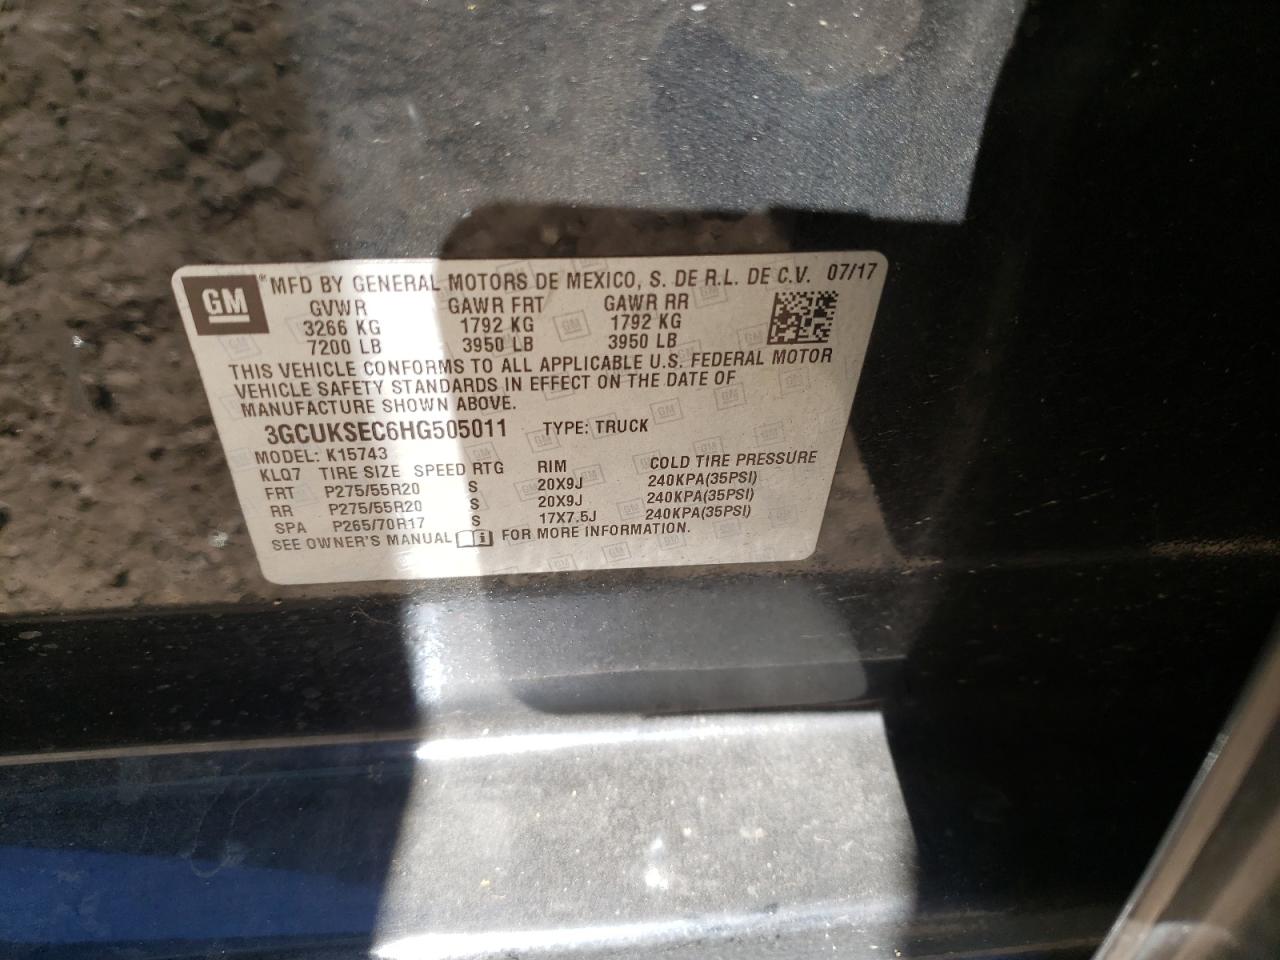 GM ® MFD BY GENERAL MOTORS DE MEXICO, S. DE R.L. DE C.V. 07/17
GVWR GAWR FRT GAWR RR
3266 KG 1792 KG 1792 KG
7200 LB 3950 LB 3950 LB
THIS VEHICLE CONFORMS TO ALL APPLICABLE U.S. FEDERAL MOTOR
VEHICLE SAFETY STANDARDS IN EFFECT ON THE DATE OF
MANUFACTURE SHOWN ABOVE.
3GCUKSEC6HG505011 TYPE: TRUCK
MODEL: K15743
KLQ7 TIRE SIZE SPEED RTG RIM COLD TIRE PRESSURE
FRT P275/55R20 S 20X9J 240KPA(35PSI)
RR P275/55R20 S 20X9J 240KPA(35PSI)
SPA P265/70R17 S 17X7.5J 240KPA(35PSI)
SEE OWNER'S MANUAL i FOR MORE INFORMATION.